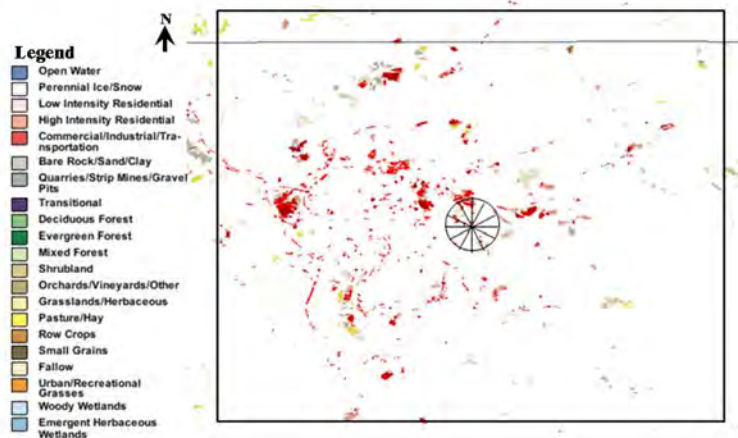 N
Legend
Open Water
Perennial Ice/Snow
Low Intensity Residential
High Intensity Residential
Commercial/Industrial/Tra-
nsportation
Bare Rock/Sand/Clay
Quarries/Strip Mines/Gravel
Pits
Transitional
Deciduous Forest
Evergreen Forest
Mixed Forest
Shrubland
Orchards/Vineyards/Other
Grasslands/Herbaceous
Pasture/Hay
Row Crops
Small Grains
Fallow
Urban/Recreational
Grasses
Woody Wetlands
Emergent Herbaceous
Wetlands